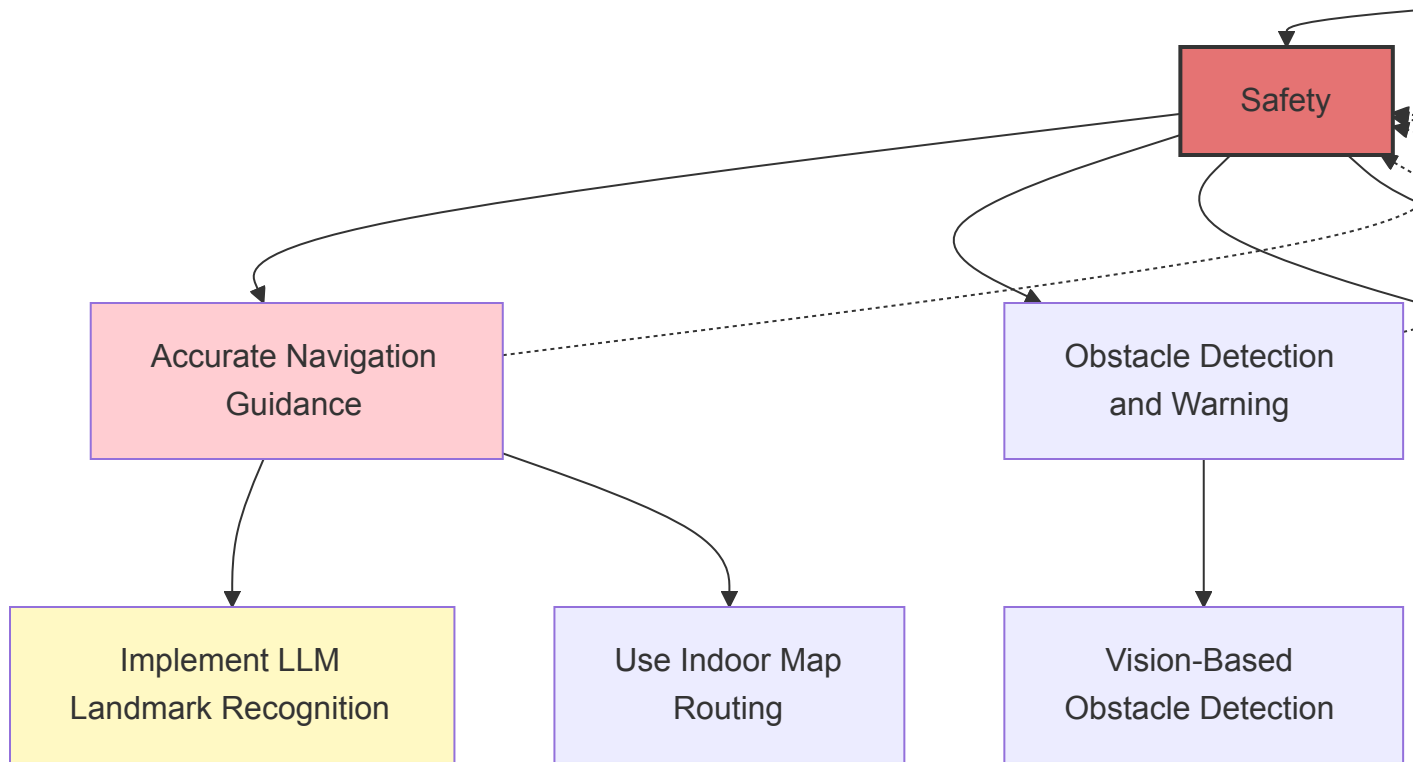 Safety
Accurate Navigation
Guidance
Obstacle Detection
and Warning
Implement LLM
Landmark Recognition
Use Indoor Map
Routing
Vision-Based
Obstacle Detection